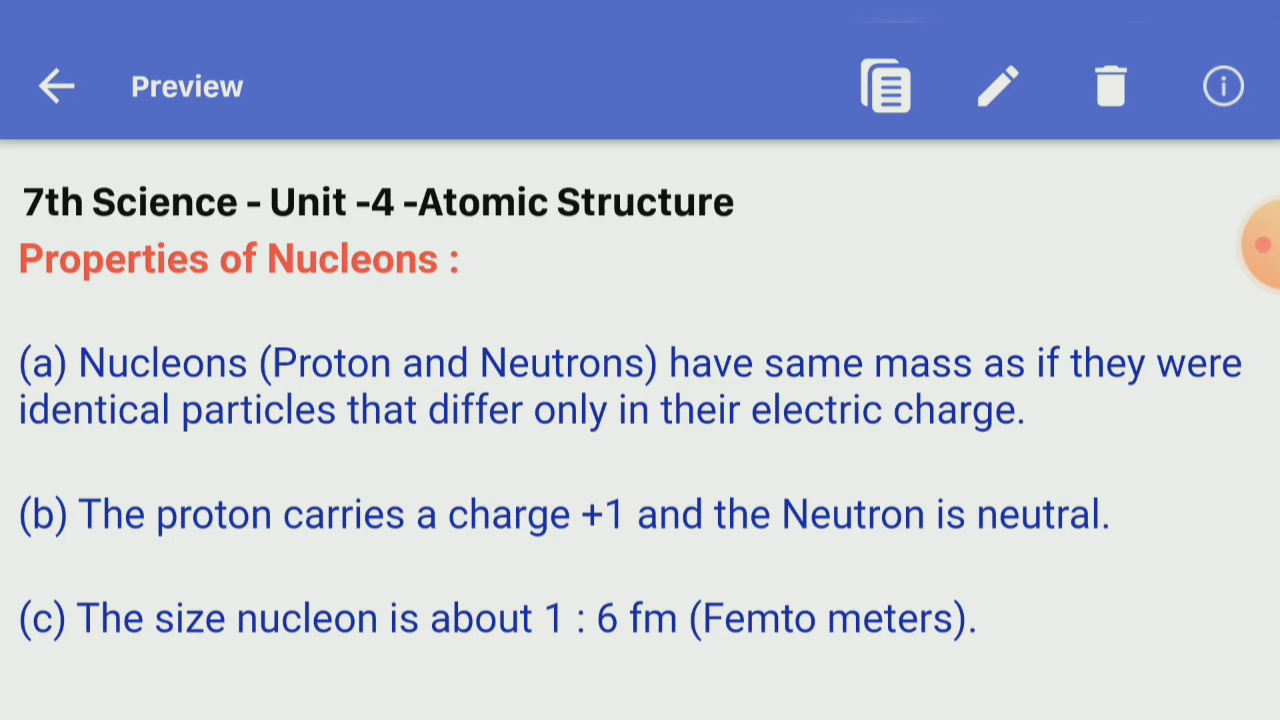 Preview
7th Science - Unit -4 -Atomic Structure
Properties of Nucleons :
(a) Nucleons (Proton and Neutrons) have same mass as if they were
identical particles that differ only in their electric charge.
(b) The proton carries a charge +1 and the Neutron is neutral.
(c) The size nucleon is about 1 : 6 fm (Femto meters).